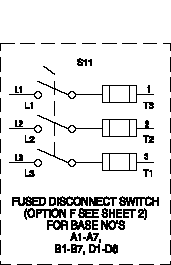 S11
L1 1
L1 T3
L2 2
L2 T2
L3 3
L3 T1
FUSED DISCONNECT SWITCH
(OPTION F SEE SHEET 2)
FOR BASE NO'S
A1-A7,
B1-B7, D1-D6